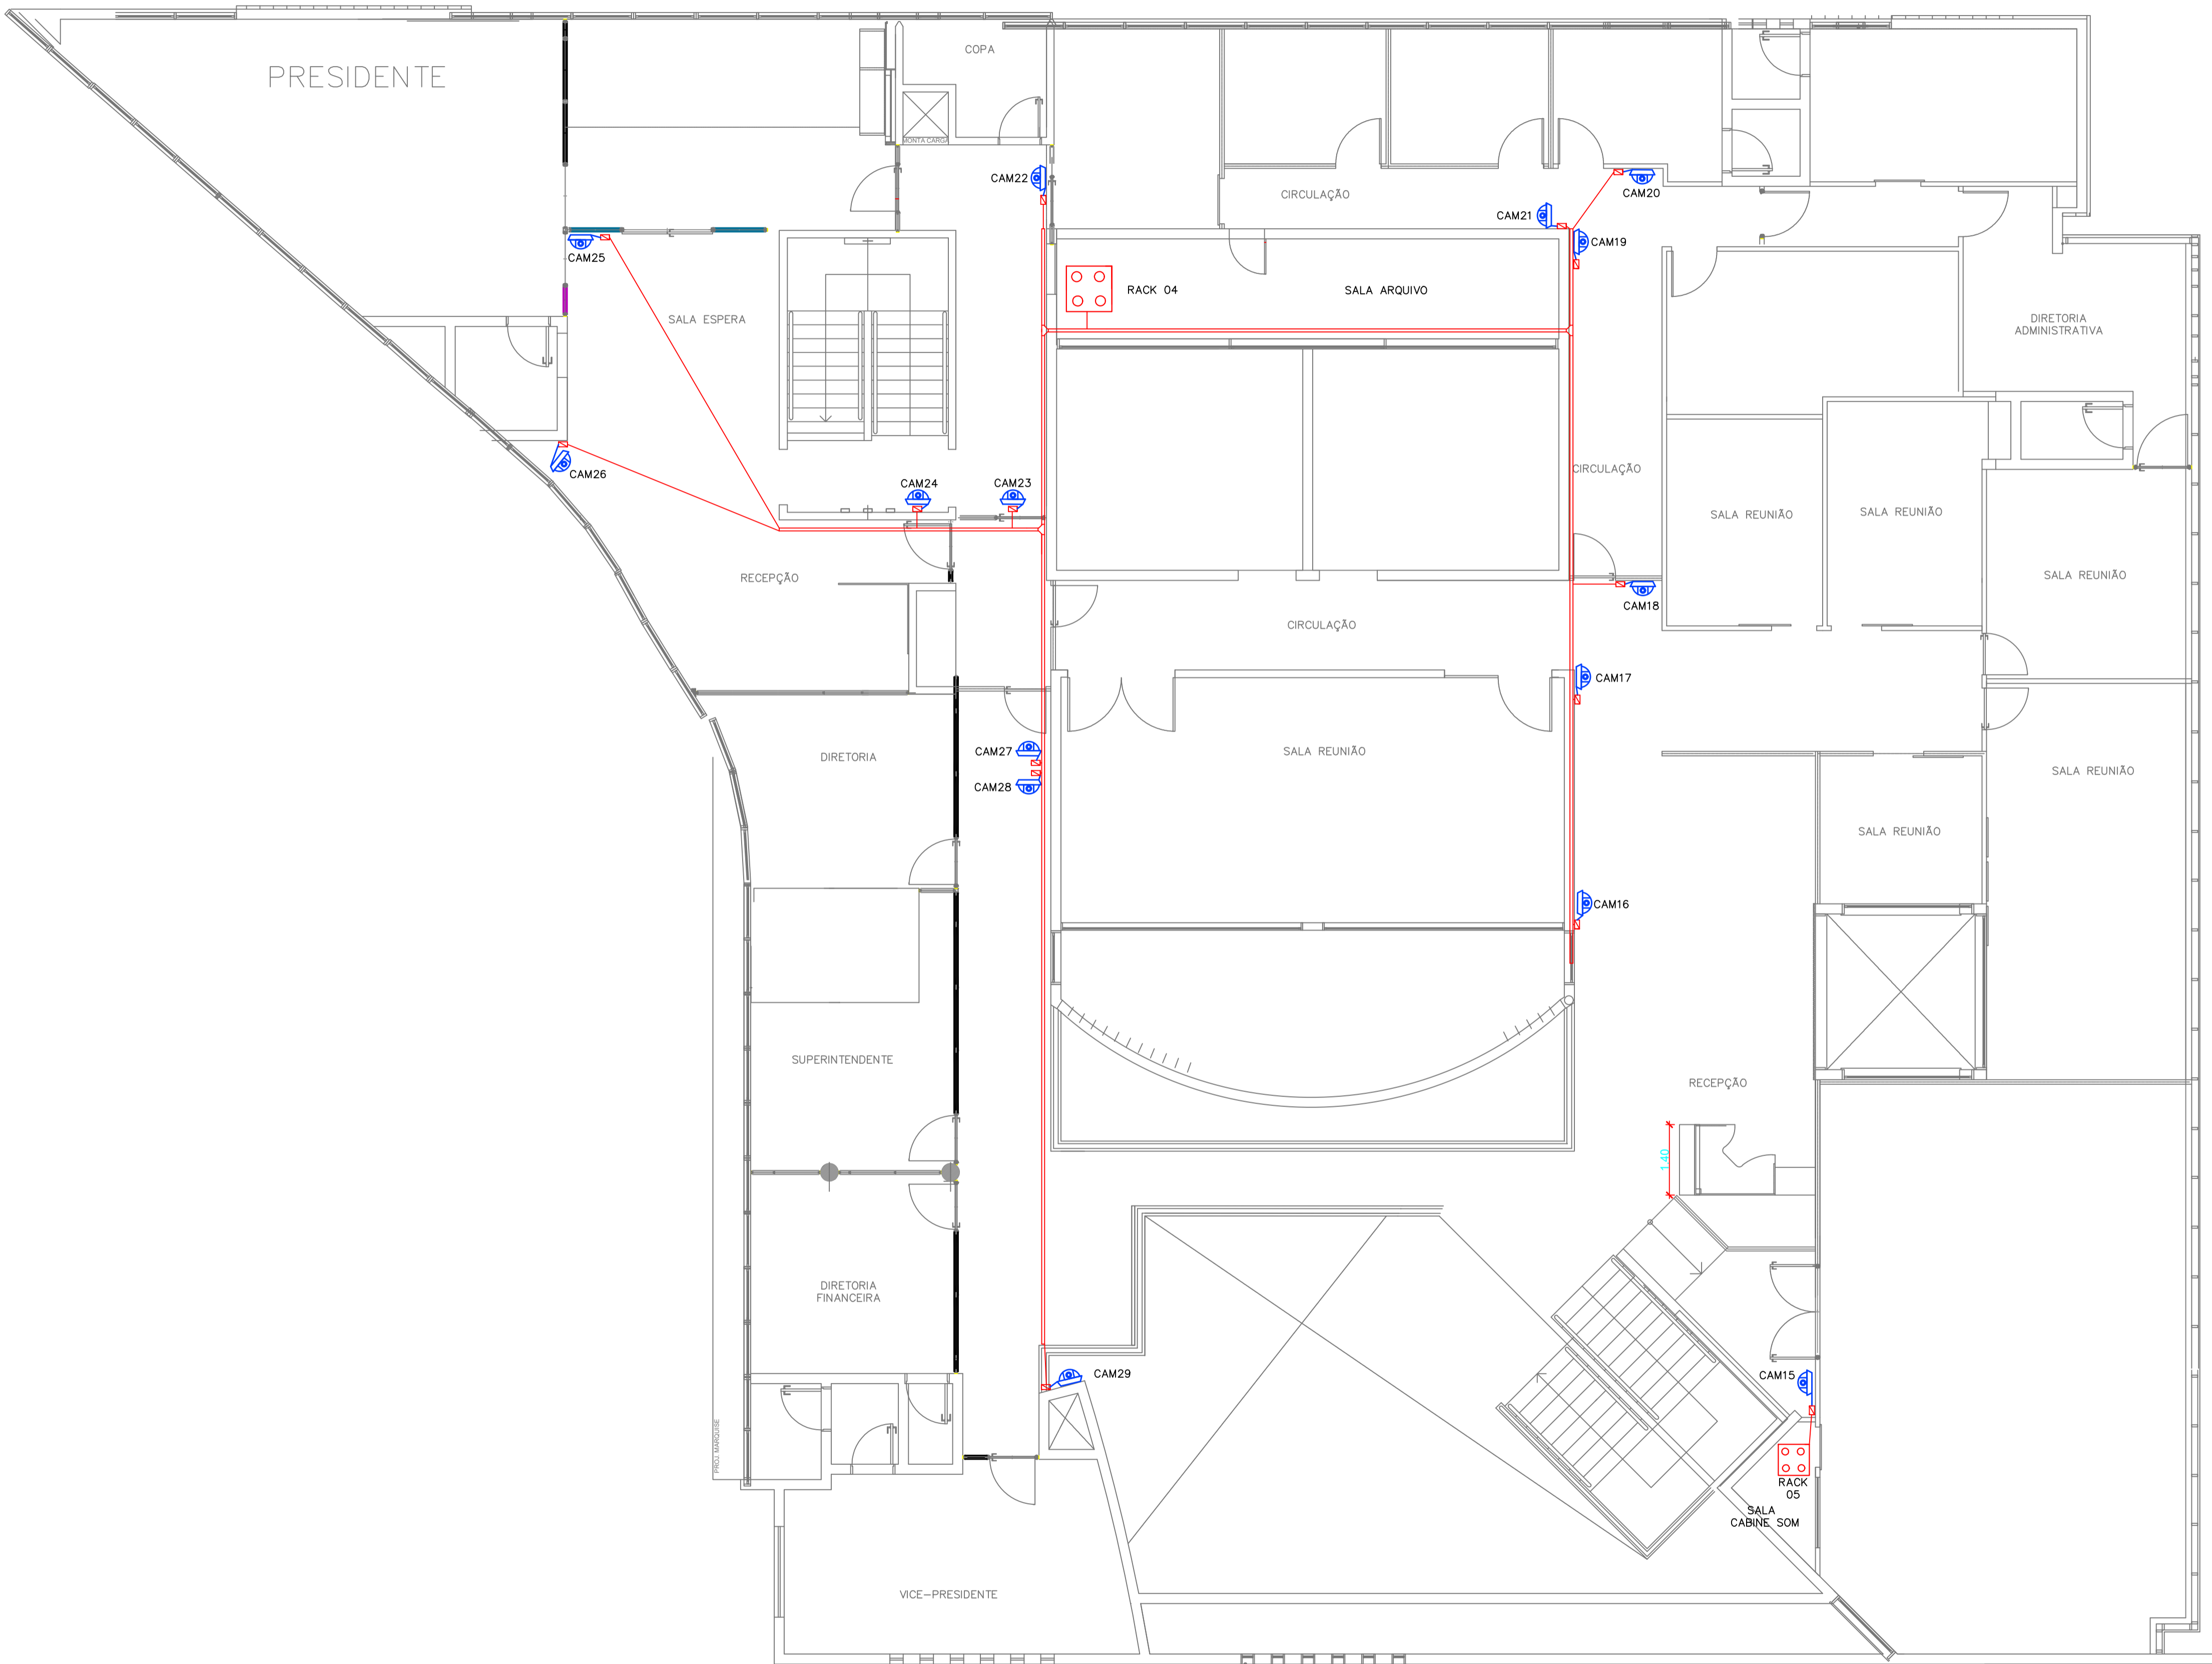 PRESIDENTE
COPA
MONTA CARGA
CAM22
CIRCULAÇÃO
CAM20
CAM21
CAM19
CAM25
RACK 04
SALA ARQUIVO
SALA ESPERA
DIRETORIA
ADMINISTRATIVA
CAM26
CAM24
CAM23
CIRCULAÇÃO
SALA REUNIÃO
SALA REUNIÃO
RECEPÇÃO
SALA REUNIÃO
CAM18
CIRCULAÇÃO
CAM17
CAM27
SALA REUNIÃO
DIRETORIA
SALA REUNIÃO
CAM28
SALA REUNIÃO
CAM16
SUPERINTENDENTE
RECEPÇÃO
1.40
DIRETORIA
FINANCEIRA
CAM29
CAM15
PROJ. MARQUISE
RACK
05
SALA
CABINE SOM
VICE-PRESIDENTE